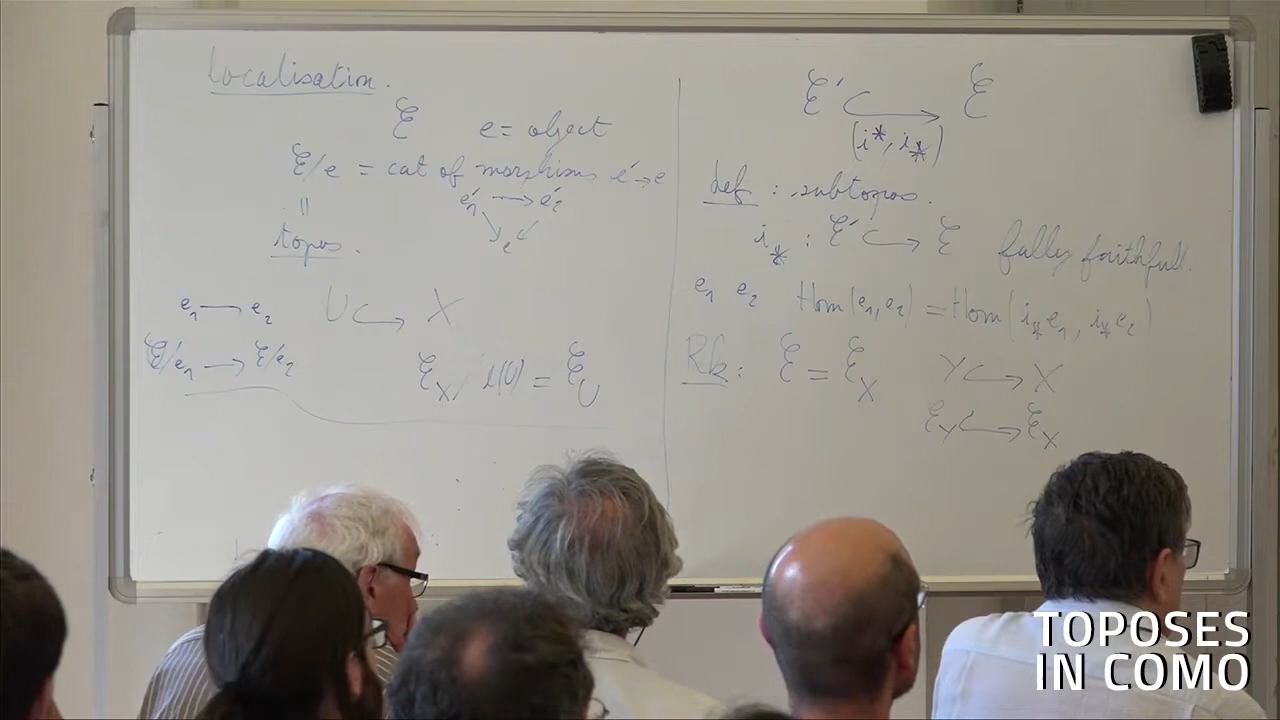 Localisation.
ℰ e = object
ℰ/e = cat of morphisms e' → e
e'₁ → e'₂
↘ ↙
e
||
topos.
e₁ → e₂
U ↪ X
ℰ/e₁ → ℰ/e₂
ℰ_X / 𝓁(U) = ℰ_U
ℰ' ↪ ℰ
(i*, i_*)
def : subtopos.
i_* : ℰ' ↪ ℰ fully faithfull.
e₁ e₂ Hom(e₁, e₂) = Hom(i_* e₁, i_* e₂)
Rk: ℰ = ℰ_X Y ↪ X
ℰ_Y ↪ ℰ_X
TOPOSES
IN COMO